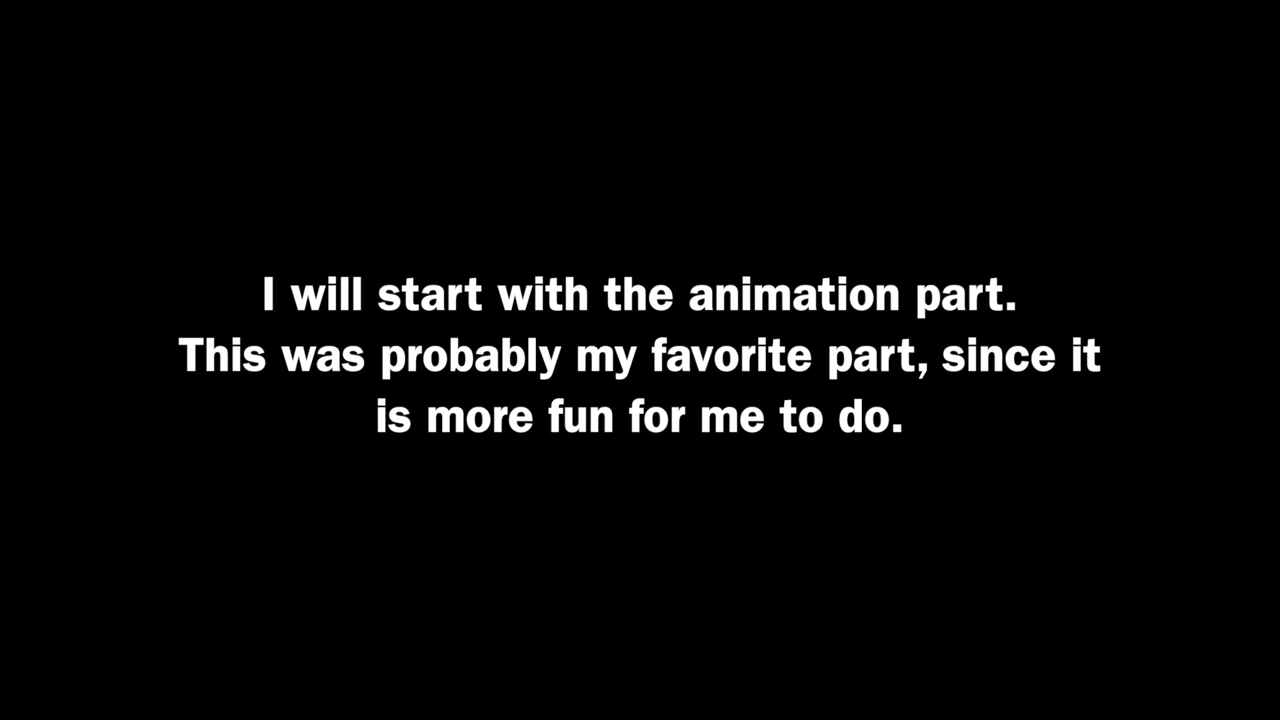 I will start with the animation part.
This was probably my favorite part, since it
is more fun for me to do.